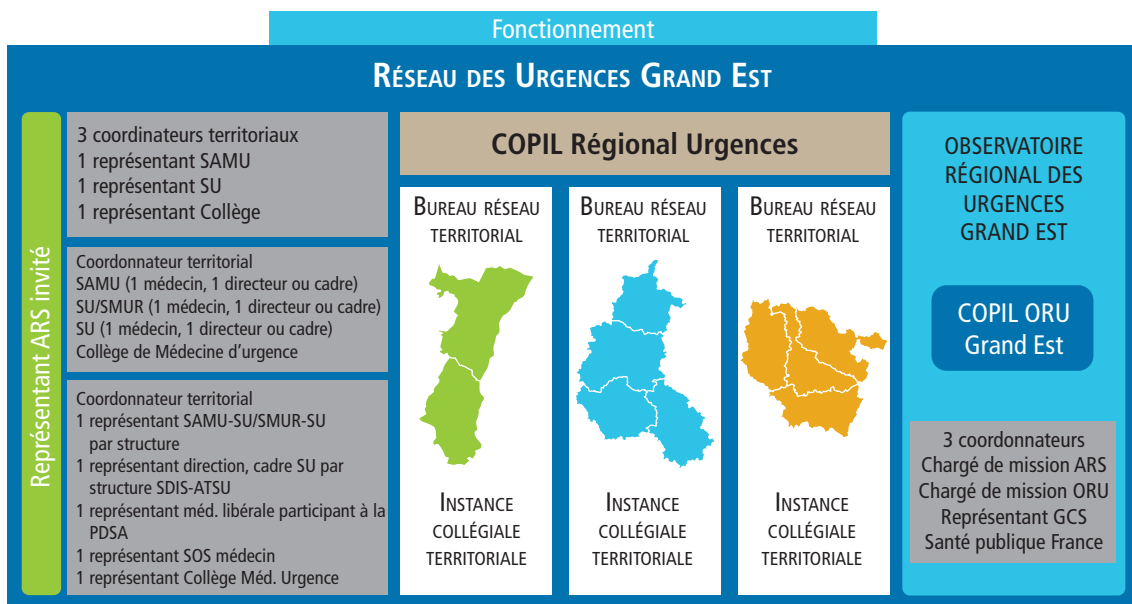 Fonctionnement
Réseau des Urgences Grand Est
Représentant ARS invité
3 coordinateurs territoriaux
1 représentant SAMU
1 représentant SU
1 représentant Collège
Coordonnateur territorial
SAMU (1 médecin, 1 directeur ou cadre)
SU/SMUR (1 médecin, 1 directeur ou cadre)
SU (1 médecin, 1 directeur ou cadre)
Collège de Médecine d’urgence
Coordonnateur territorial
1 représentant SAMU-SU/SMUR-SU
par structure
1 représentant direction, cadre SU par
structure SDIS-ATSU
1 représentant méd. libérale participant à la
PDSA
1 représentant SOS médecin
1 représentant Collège Méd. Urgence
COPIL Régional Urgences
Bureau réseau
territorial
Instance
collégiale
territoriale
Bureau réseau
territorial
Instance
collégiale
territoriale
Bureau réseau
territorial
Instance
collégiale
territoriale
OBSERVATOIRE
RÉGIONAL DES
URGENCES
GRAND EST
COPIL ORU
Grand Est
3 coordonnateurs
Chargé de mission ARS
Chargé de mission ORU
Représentant GCS
Santé publique France